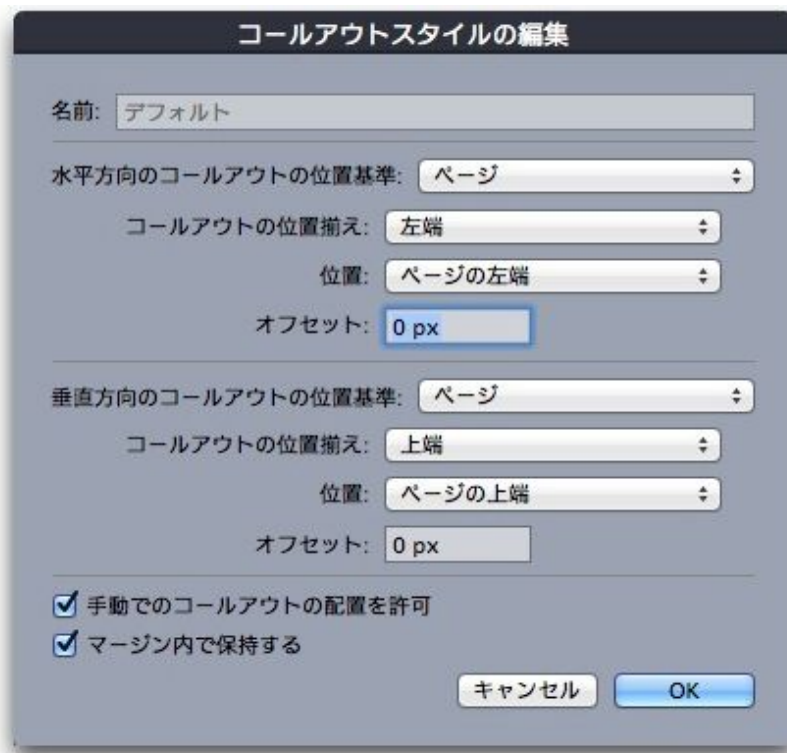 コールアウトスタイルの編集
名前: デフォルト
水平方向のコールアウトの位置基準: ページ
コールアウトの位置揃え: 左端
位置: ページの左端
オフセット: 0 px
垂直方向のコールアウトの位置基準: ページ
コールアウトの位置揃え: 上端
位置: ページの上端
オフセット: 0 px
手動でのコールアウトの配置を許可
マージン内で保持する
キャンセル OK